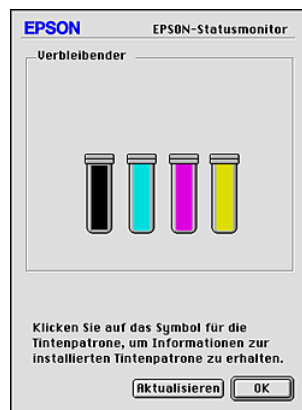 EPSON
EPSON-Statusmonitor
Verbleibender
Klicken Sie auf das Symbol für die
Tintenpatrone, um Informationen zur
installierten Tintenpatrone zu erhalten.
Aktualisieren
OK